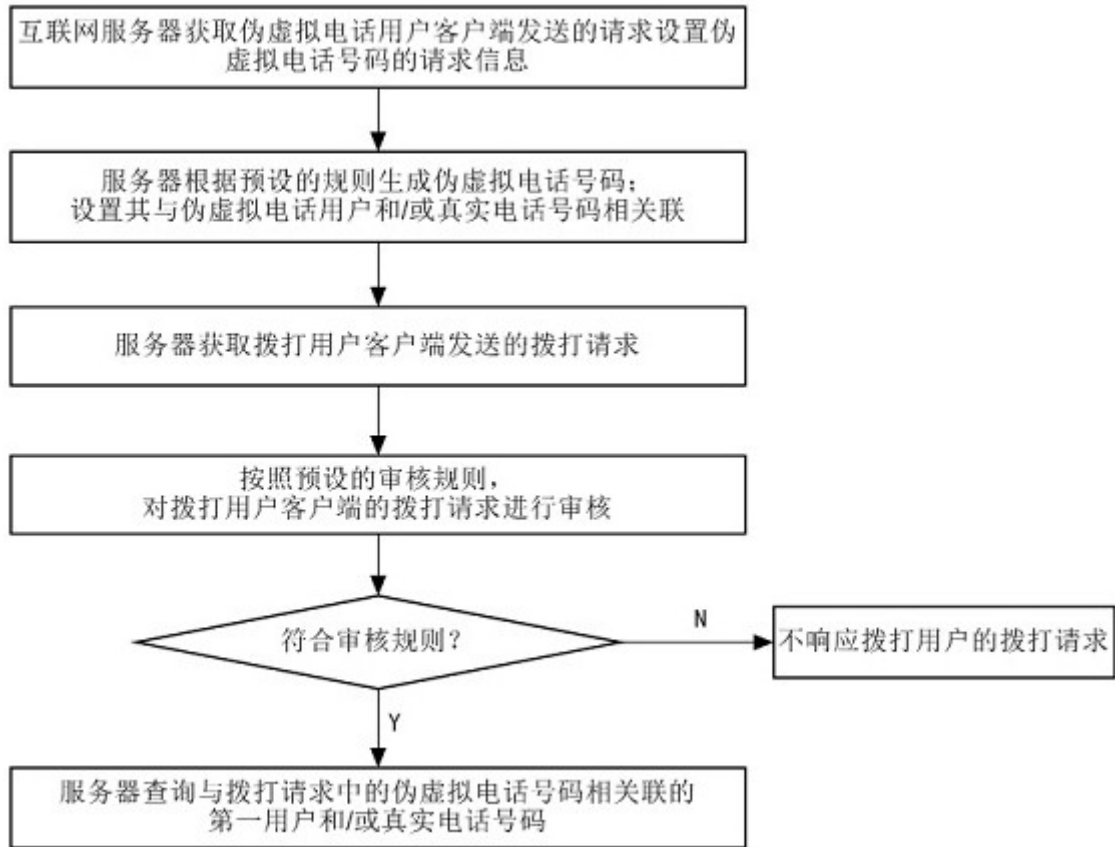 互联网服务器获取伪虚拟电话用户客户端发送的请求设置伪
虚拟电话号码的请求信息
服务器根据预设的规则生成伪虚拟电话号码；
设置其与伪虚拟电话用户和/或真实电话号码相关联
服务器获取拨打用户客户端发送的拨打请求
按照预设的审核规则，
对拨打用户客户端的拨打请求进行审核
符合审核规则？
N
不响应拨打用户的拨打请求
Y
服务器查询与拨打请求中的伪虚拟电话号码相关联的
第一用户和/或真实电话号码